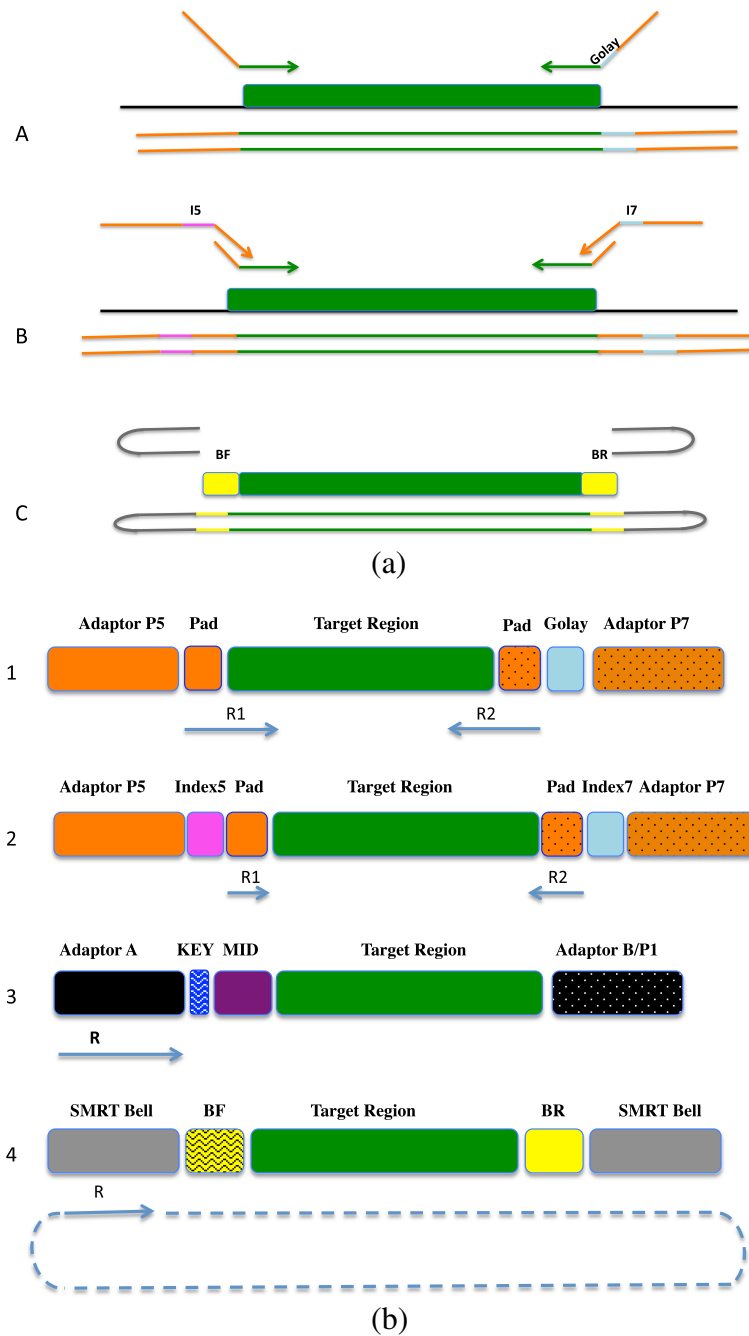 Golay
A
I5 I7
B
BF BR
C
(a)
Adaptor P5 Pad Target Region Pad Golay Adaptor P7
1
R1 R2
Adaptor P5 Index5 Pad Target Region Pad Index7 Adaptor P7
2
R1 R2
Adaptor A KEY MID Target Region Adaptor B/P1
3
R
SMRT Bell BF Target Region BR SMRT Bell
4
R
(b)